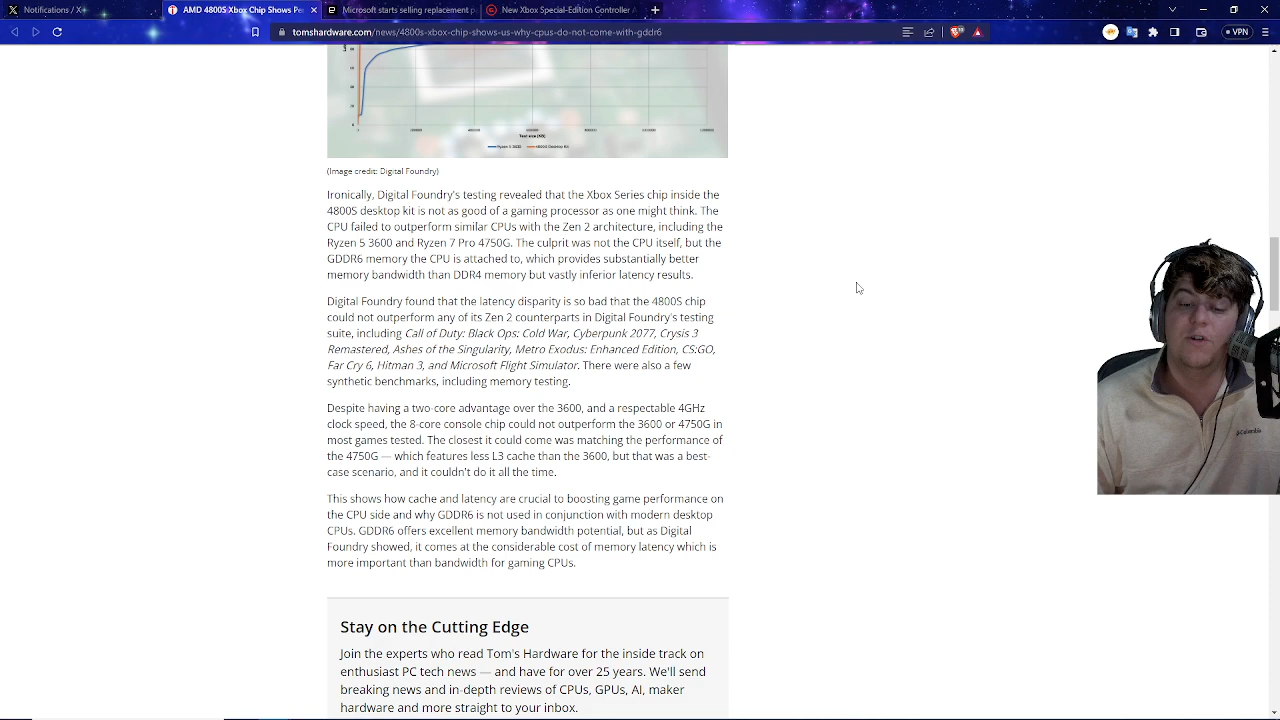 Notifications / X
AMD 4800S Xbox Chip Shows Pe
Microsoft starts selling replacement p
New Xbox Special-Edition Controller A
tomshardware.com/news/4800s-xbox-chip-shows-us-why-cpus-do-not-come-with-gddr6
VPN
Test size (KB)
(Image credit: Digital Foundry)
Ironically, Digital Foundry's testing revealed that the Xbox Series chip inside the
4800S desktop kit is not as good of a gaming processor as one might think. The
CPU failed to outperform similar CPUs with the Zen 2 architecture, including the
Ryzen 5 3600 and Ryzen 7 Pro 4750G. The culprit was not the CPU itself, but the
GDDR6 memory the CPU is attached to, which provides substantially better
memory bandwidth than DDR4 memory but vastly inferior latency results.
Digital Foundry found that the latency disparity is so bad that the 4800S chip
could not outperform any of its Zen 2 counterparts in Digital Foundry's testing
suite, including Call of Duty: Black Ops: Cold War, Cyberpunk 2077, Crysis 3
Remastered, Ashes of the Singularity, Metro Exodus: Enhanced Edition, CS:GO,
Far Cry 6, Hitman 3, and Microsoft Flight Simulator. There were also a few
synthetic benchmarks, including memory testing.
Despite having a two-core advantage over the 3600, and a respectable 4GHz
clock speed, the 8-core console chip could not outperform the 3600 or 4750G in
most games tested. The closest it could come was matching the performance of
the 4750G — which features less L3 cache than the 3600, but that was a best-
case scenario, and it couldn't do it all the time.
This shows how cache and latency are crucial to boosting game performance on
the CPU side and why GDDR6 is not used in conjunction with modern desktop
CPUs. GDDR6 offers excellent memory bandwidth potential, but as Digital
Foundry showed, it comes at the considerable cost of memory latency which is
more important than bandwidth for gaming CPUs.
Stay on the Cutting Edge
Join the experts who read Tom's Hardware for the inside track on
enthusiast PC tech news — and have for over 25 years. We'll send
breaking news and in-depth reviews of CPUs, GPUs, AI, maker
hardware and more straight to your inbox.
Columbia